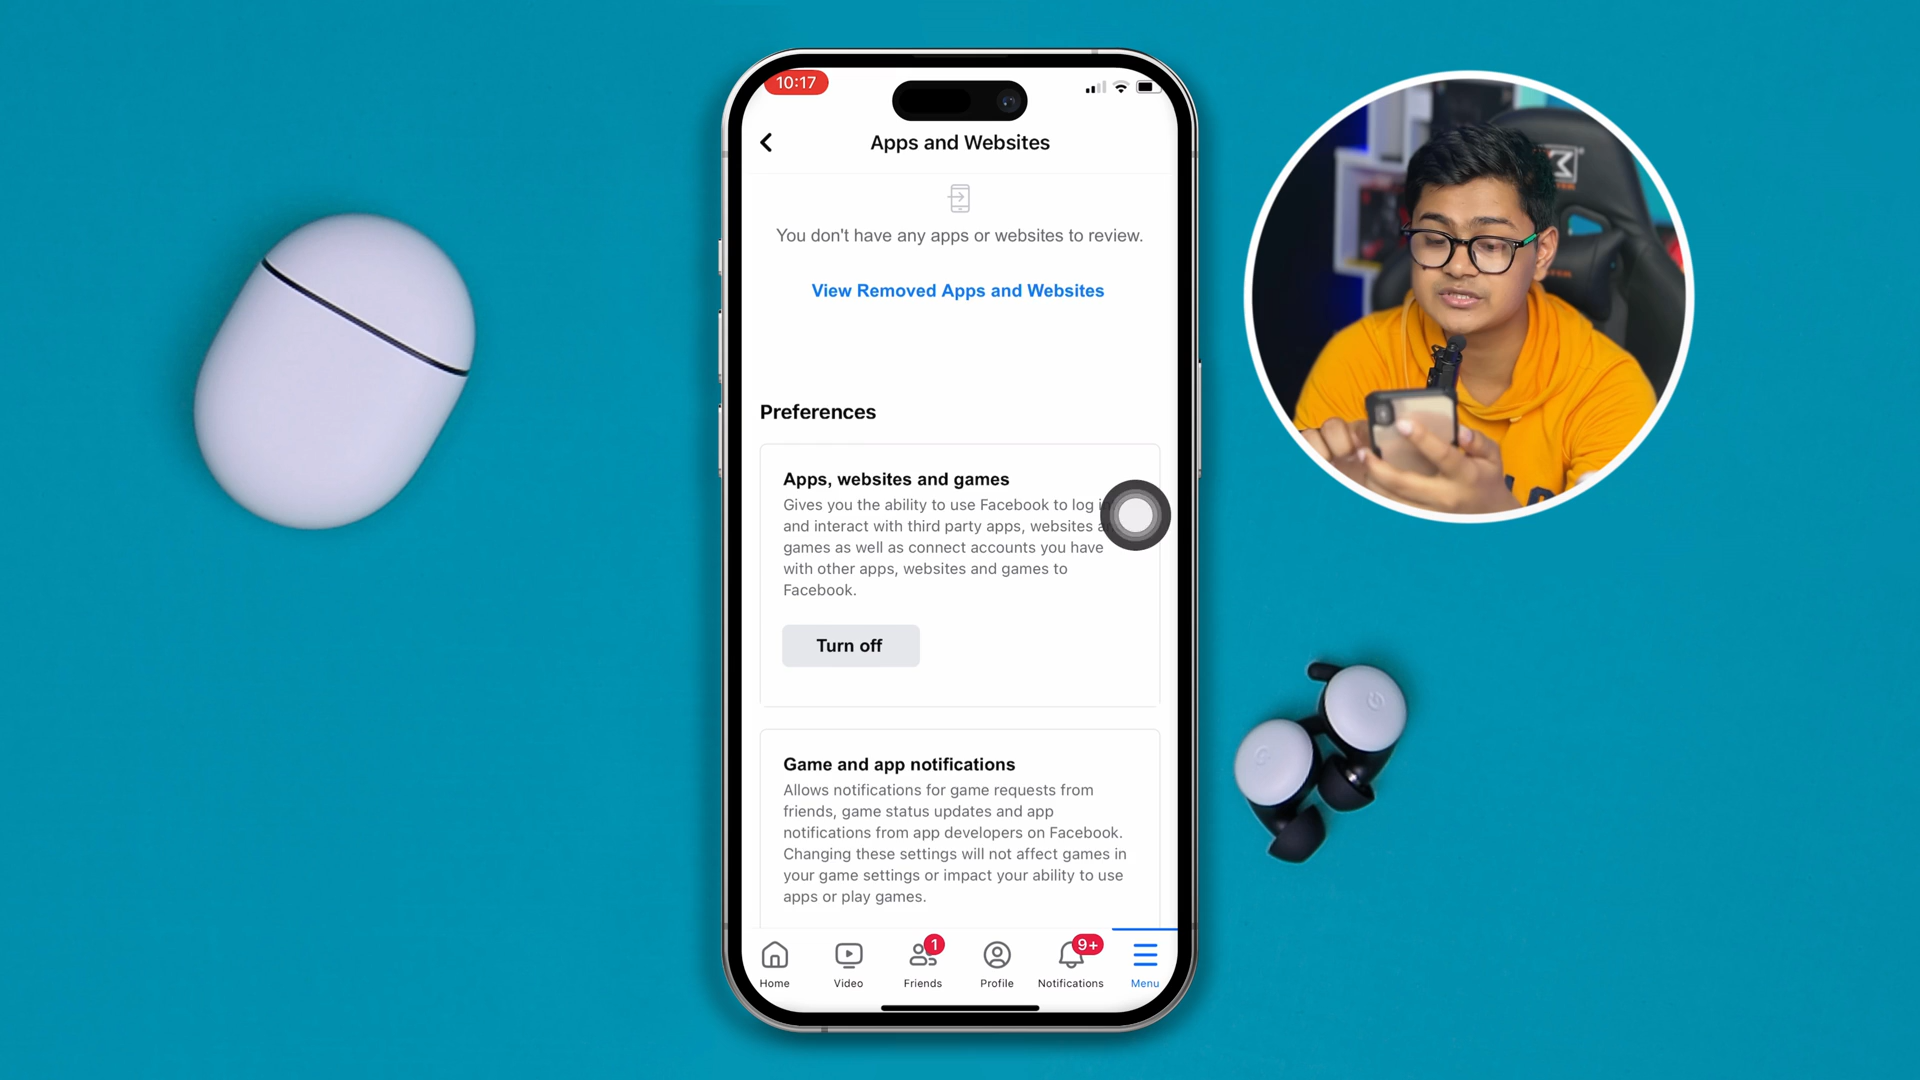 10:17
Apps and Websites
You don't have any apps or websites to review.
View Removed Apps and Websites
Preferences
Apps, websites and games
Gives you the ability to use Facebook to log
and interact with third party apps, websites
games as well as connect accounts you have
with other apps, websites and games to
Facebook.
Turn off
Game and app notifications
Allows notifications for game requests from
friends, game status updates and app
notifications from app developers on Facebook.
Changing these settings will not affect games in
your game settings or impact your ability to use
apps or play games.
1
9+
Home
Video
Friends
Profile
Notifications
Menu